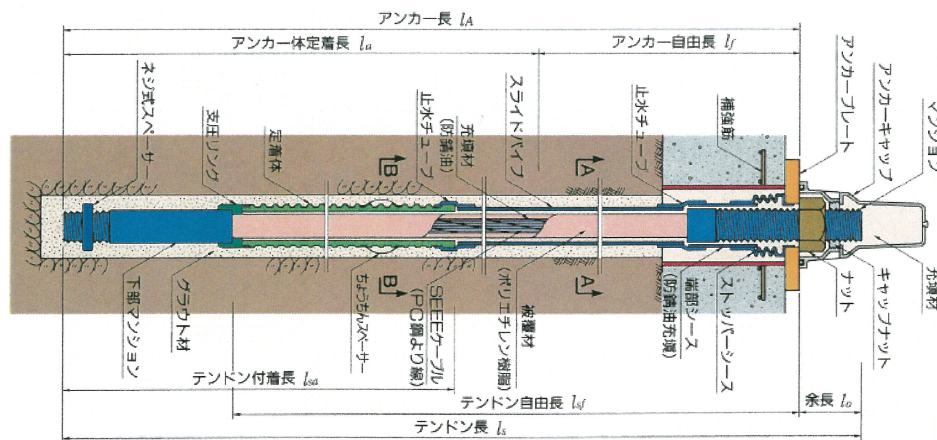 アンカー長 lA
アンカー体定着長 la
アンカー自由長 lf
ネジ式スペーサー
支圧リング
定着体
止水チューブ
充填材
(防錆油)
スライドパイプ
止水チューブ
補強筋
アンカープレート
アンカーキャップ
マンション
B
A
B
A
下部マンション
グラウト材
ちょうちんスペーサー
SEEEケーブル
(PC鋼より線)
被覆材
(ポリエチレン樹脂)
端部シース
(防錆油充填)
ストッパーシース
ナット
キャップナット
充填材
テンドン付着長 lsa
テンドン自由長 lsf
余長 lo
テンドン長 ls